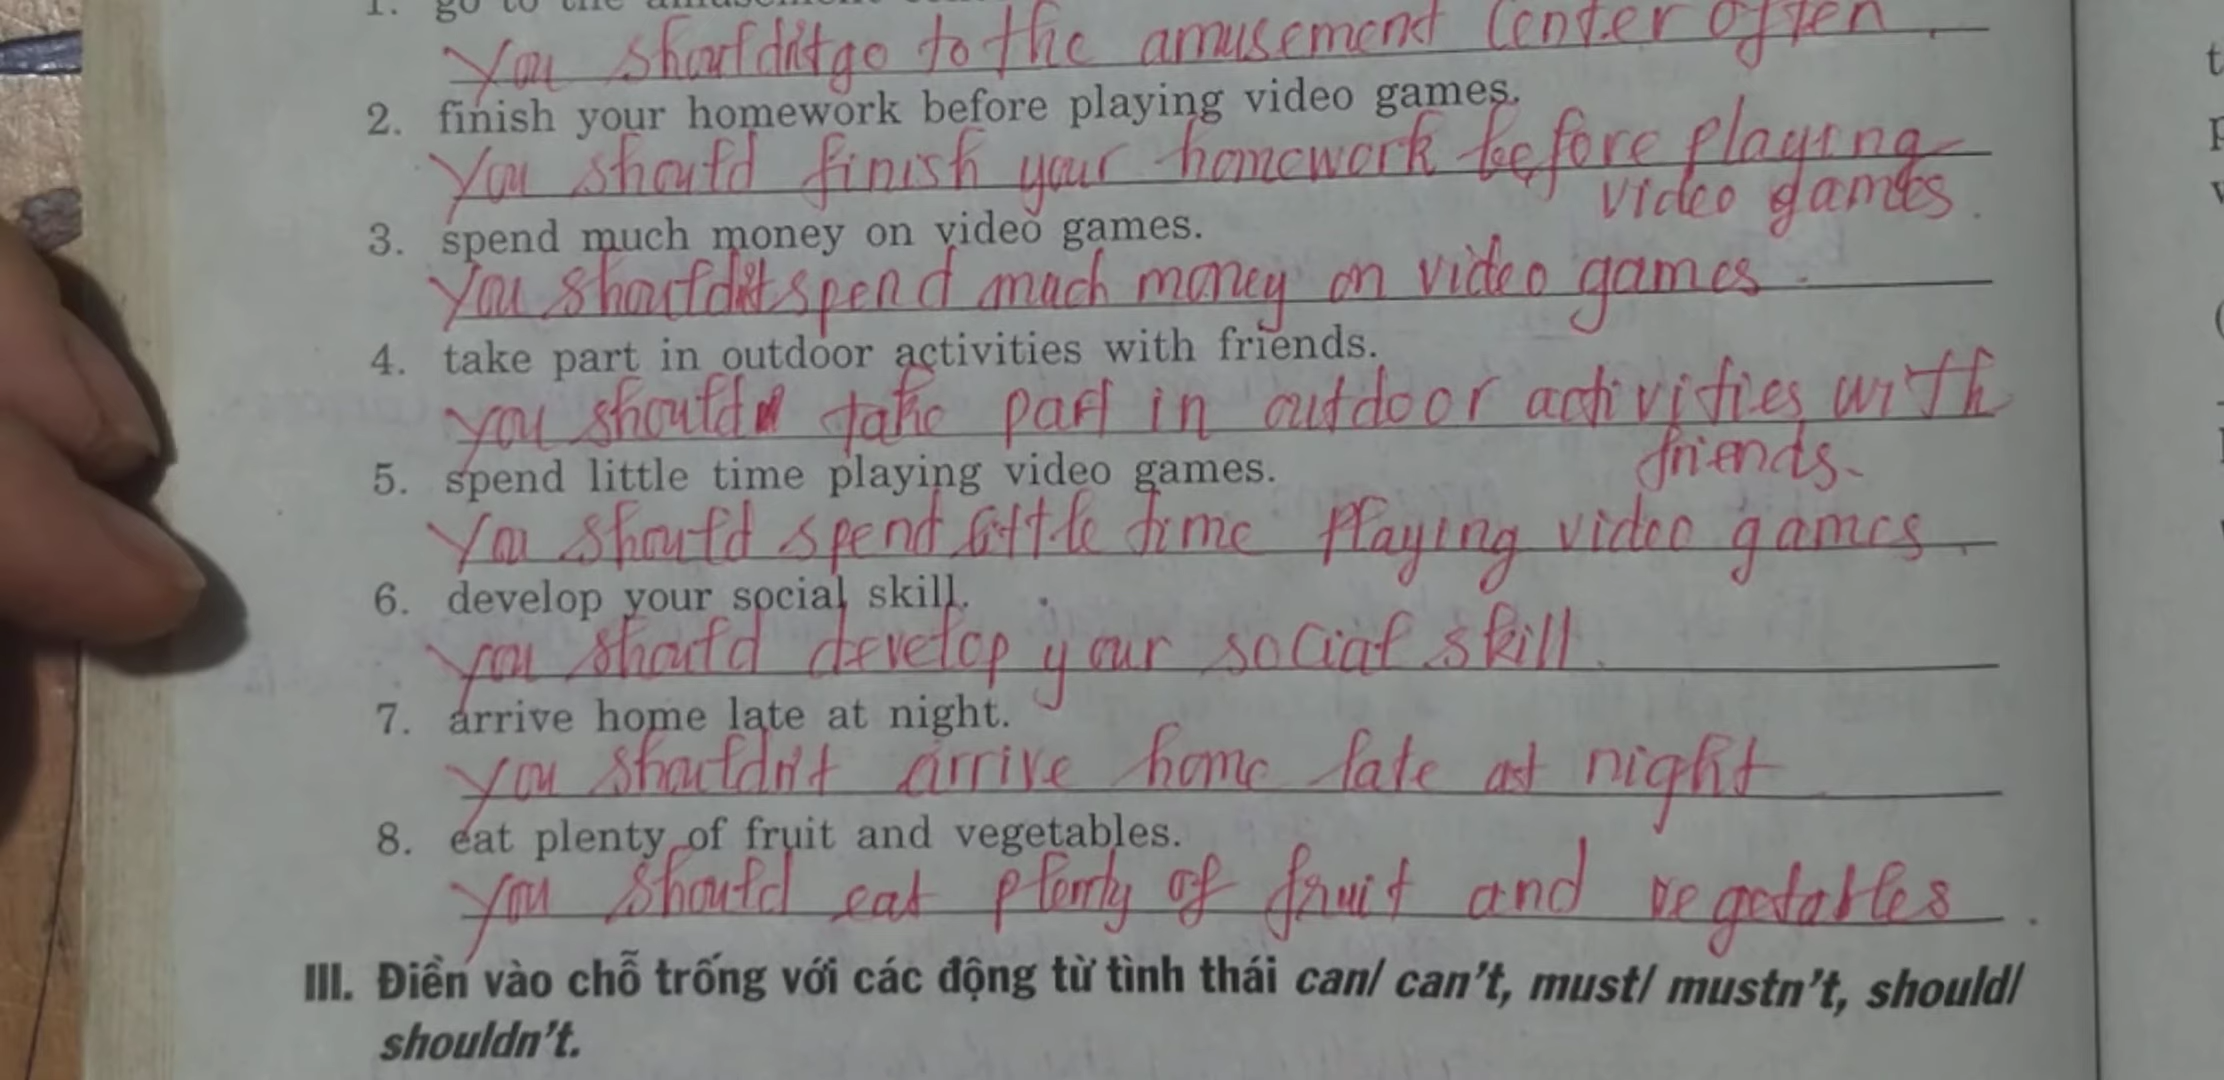 1. go to the amusement
You shouldn't go to the amusement center often.
2. finish your homework before playing video games.
You should finish your homework before playing
video games.
3. spend much money on video games.
You shouldn't spend much money on video games.
4. take part in outdoor activities with friends.
you should take part in outdoor activities with
friends.
5. spend little time playing video games.
You should spend little time playing video games.
6. develop your social skill.
you should develop your social skill.
7. arrive home late at night.
you shouldn't arrive home late at night
8. eat plenty of fruit and vegetables.
you should eat plenty of fruit and vegetables.
III. Điền vào chỗ trống với các động từ tình thái can/ can't, must/ mustn't, should/
shouldn't.